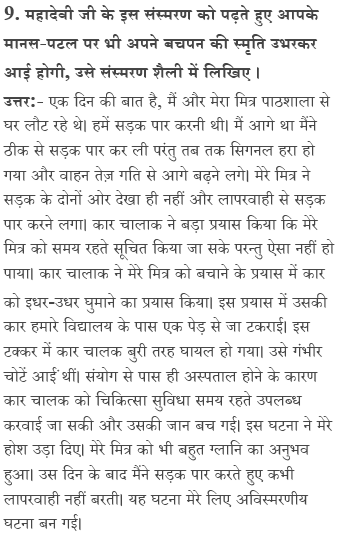 9. महादेवी जी के इस संस्मरण को पढ़ते हुए आपके
मानस-पटल पर भी अपने बचपन की स्मृति उभरकर
आई होगी, उसे संस्मरण शैली में लिखिए।
उत्तर:- एक दिन की बात है, मैं और मेरा मित्र पाठशाला से
घर लौट रहे थे। हमें सड़क पार करनी थी। मैं आगे था मैंने
ठीक से सड़क पार कर ली परंतु तब तक सिगनल हरा हो
गया और वाहन तेज़ गति से आगे बढ़ने लगे। मेरे मित्र ने
सड़क के दोनों ओर देखा ही नहीं और लापरवाही से सड़क
पार करने लगा। कार चालाक ने बड़ा प्रयास किया कि मेरे
मित्र को समय रहते सूचित किया जा सके परन्तु ऐसा नहीं हो
पाया। कार चालाक ने मेरे मित्र को बचाने के प्रयास में कार
को इधर-उधर घुमाने का प्रयास किया। इस प्रयास में उसकी
कार हमारे विद्यालय के पास एक पेड़ से जा टकराई। इस
टक्कर में कार चालक बुरी तरह घायल हो गया। उसे गंभीर
चोटें आईं थीं। संयोग से पास ही अस्पताल होने के कारण
कार चालक को चिकित्सा सुविधा समय रहते उपलब्ध
करवाई जा सकी और उसकी जान बच गई। इस घटना ने मेरे
होश उड़ा दिए। मेरे मित्र को भी बहुत ग्लानि का अनुभव
हुआ। उस दिन के बाद मैंने सड़क पार करते हुए कभी
लापरवाही नहीं बरती। यह घटना मेरे लिए अविस्मरणीय
घटना बन गई।